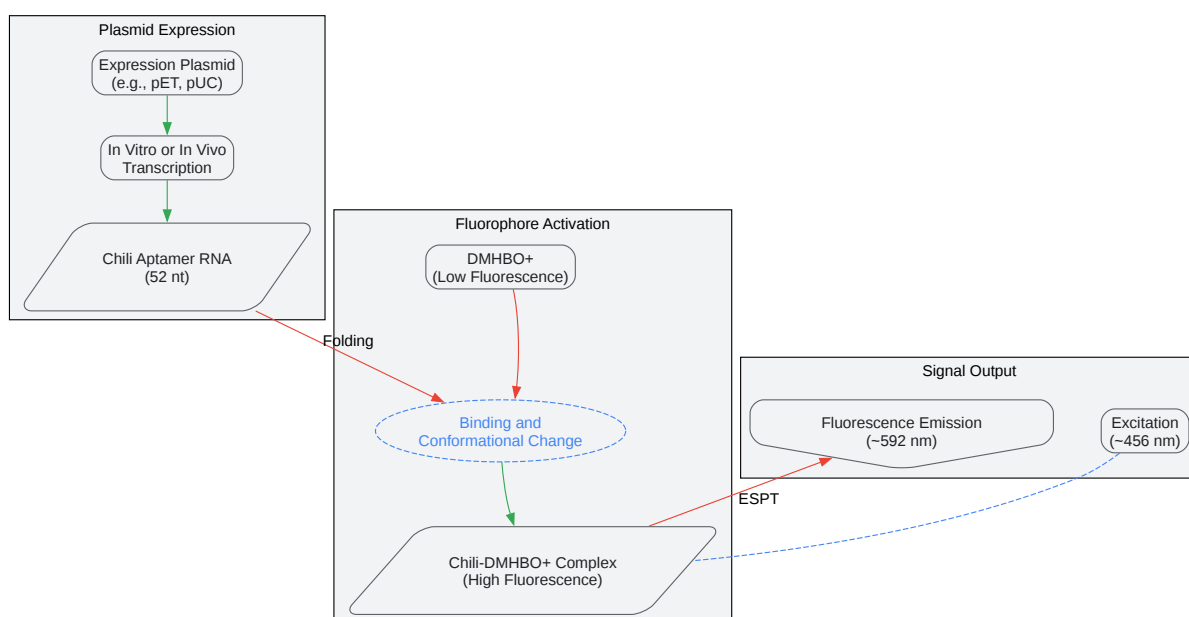 Plasmid Expression
Expression Plasmid
(e.g., pET, pUC)
In Vitro or In Vivo
Transcription
Chili Aptamer RNA
(52 nt)
Folding
Fluorophore Activation
DMHBO+
(Low Fluorescence)
Binding and
Conformational Change
Chili-DMHBO+ Complex
(High Fluorescence)
ESPT
Signal Output
Fluorescence Emission
(~592 nm)
Excitation
(~456 nm)